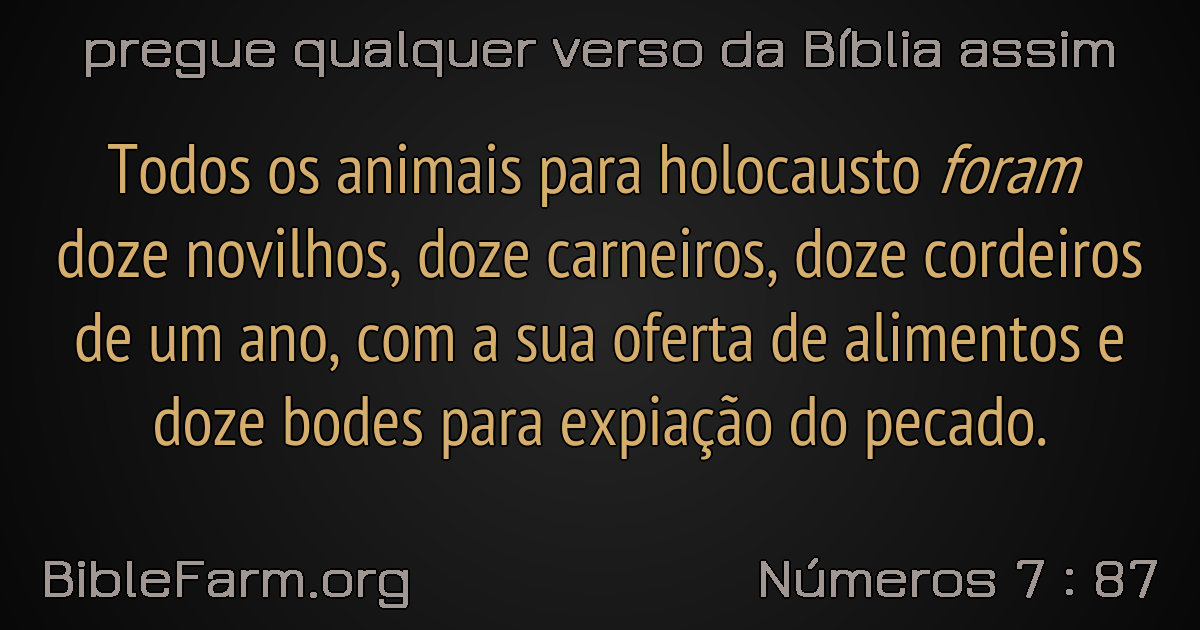 pregue qualquer verso da Bíblia assim
Todos os animais para holocausto foram
doze novilhos, doze carneiros, doze cordeiros
de um ano, com a sua oferta de alimentos e
doze bodes para expiação do pecado.
BibleFarm.org
Números 7 : 87